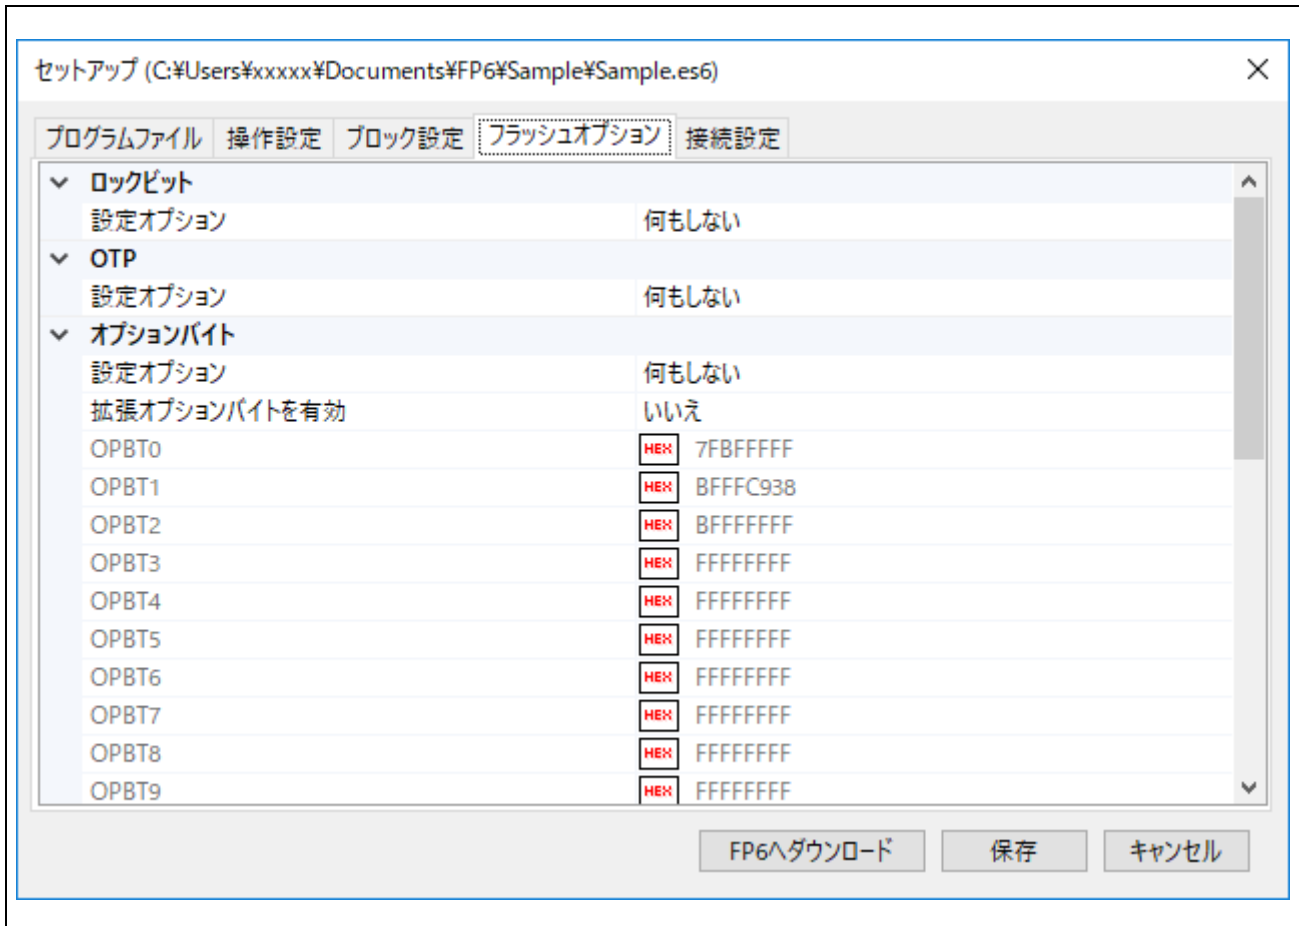 セットアップ (C:¥Users¥xxxxx¥Documents¥FP6¥Sample¥Sample.es6)
プログラムファイル 操作設定 ブロック設定 フラッシュオプション 接続設定
ロックビット
設定オプション 何もしない
OTP
設定オプション 何もしない
オプションバイト
設定オプション 何もしない
拡張オプションバイトを有効 いいえ
OPBT0 HEX 7FBFFFFF
OPBT1 HEX BFFFC938
OPBT2 HEX BFFFFFFF
OPBT3 HEX FFFFFFFF
OPBT4 HEX FFFFFFFF
OPBT5 HEX FFFFFFFF
OPBT6 HEX FFFFFFFF
OPBT7 HEX FFFFFFFF
OPBT8 HEX FFFFFFFF
OPBT9 HEX FFFFFFFF
FP6へダウンロード 保存 キャンセル